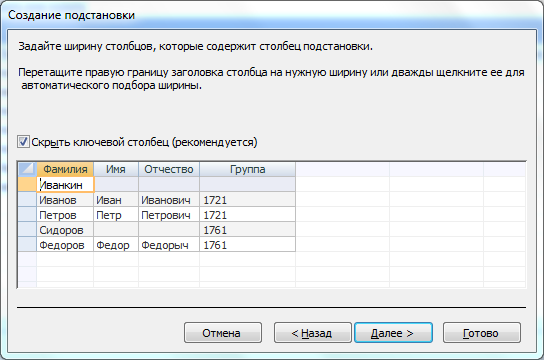 Создание подстановки
Задайте ширину столбцов, которые содержит столбец подстановки.
Перетащите правую границу заголовка столбца на нужную ширину или дважды щелкните ее для
автоматического подбора ширины.
Скрыть ключевой столбец (рекомендуется)
Фамилия Имя Отчество Группа
Иванкин
Иванов Иван Иванович 1721
Петров Петр Петрович 1721
Сидоров 1761
Федоров Федор Федорыч 1761
Отмена < Назад Далее > Готово